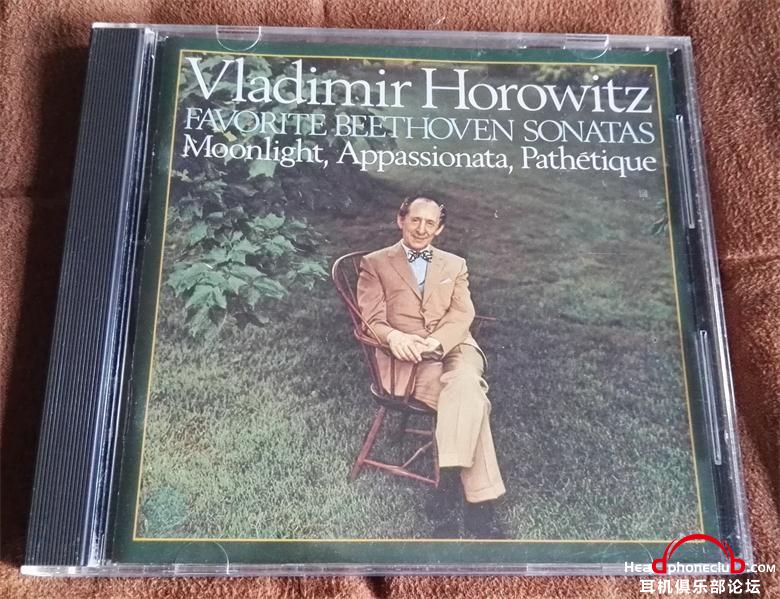 Vladimir Horowitz
FAVORITE BEETHOVEN SONATAS
Moonlight, Appassionata, Pathétique
Headphoneclub.com
耳机俱乐部论坛